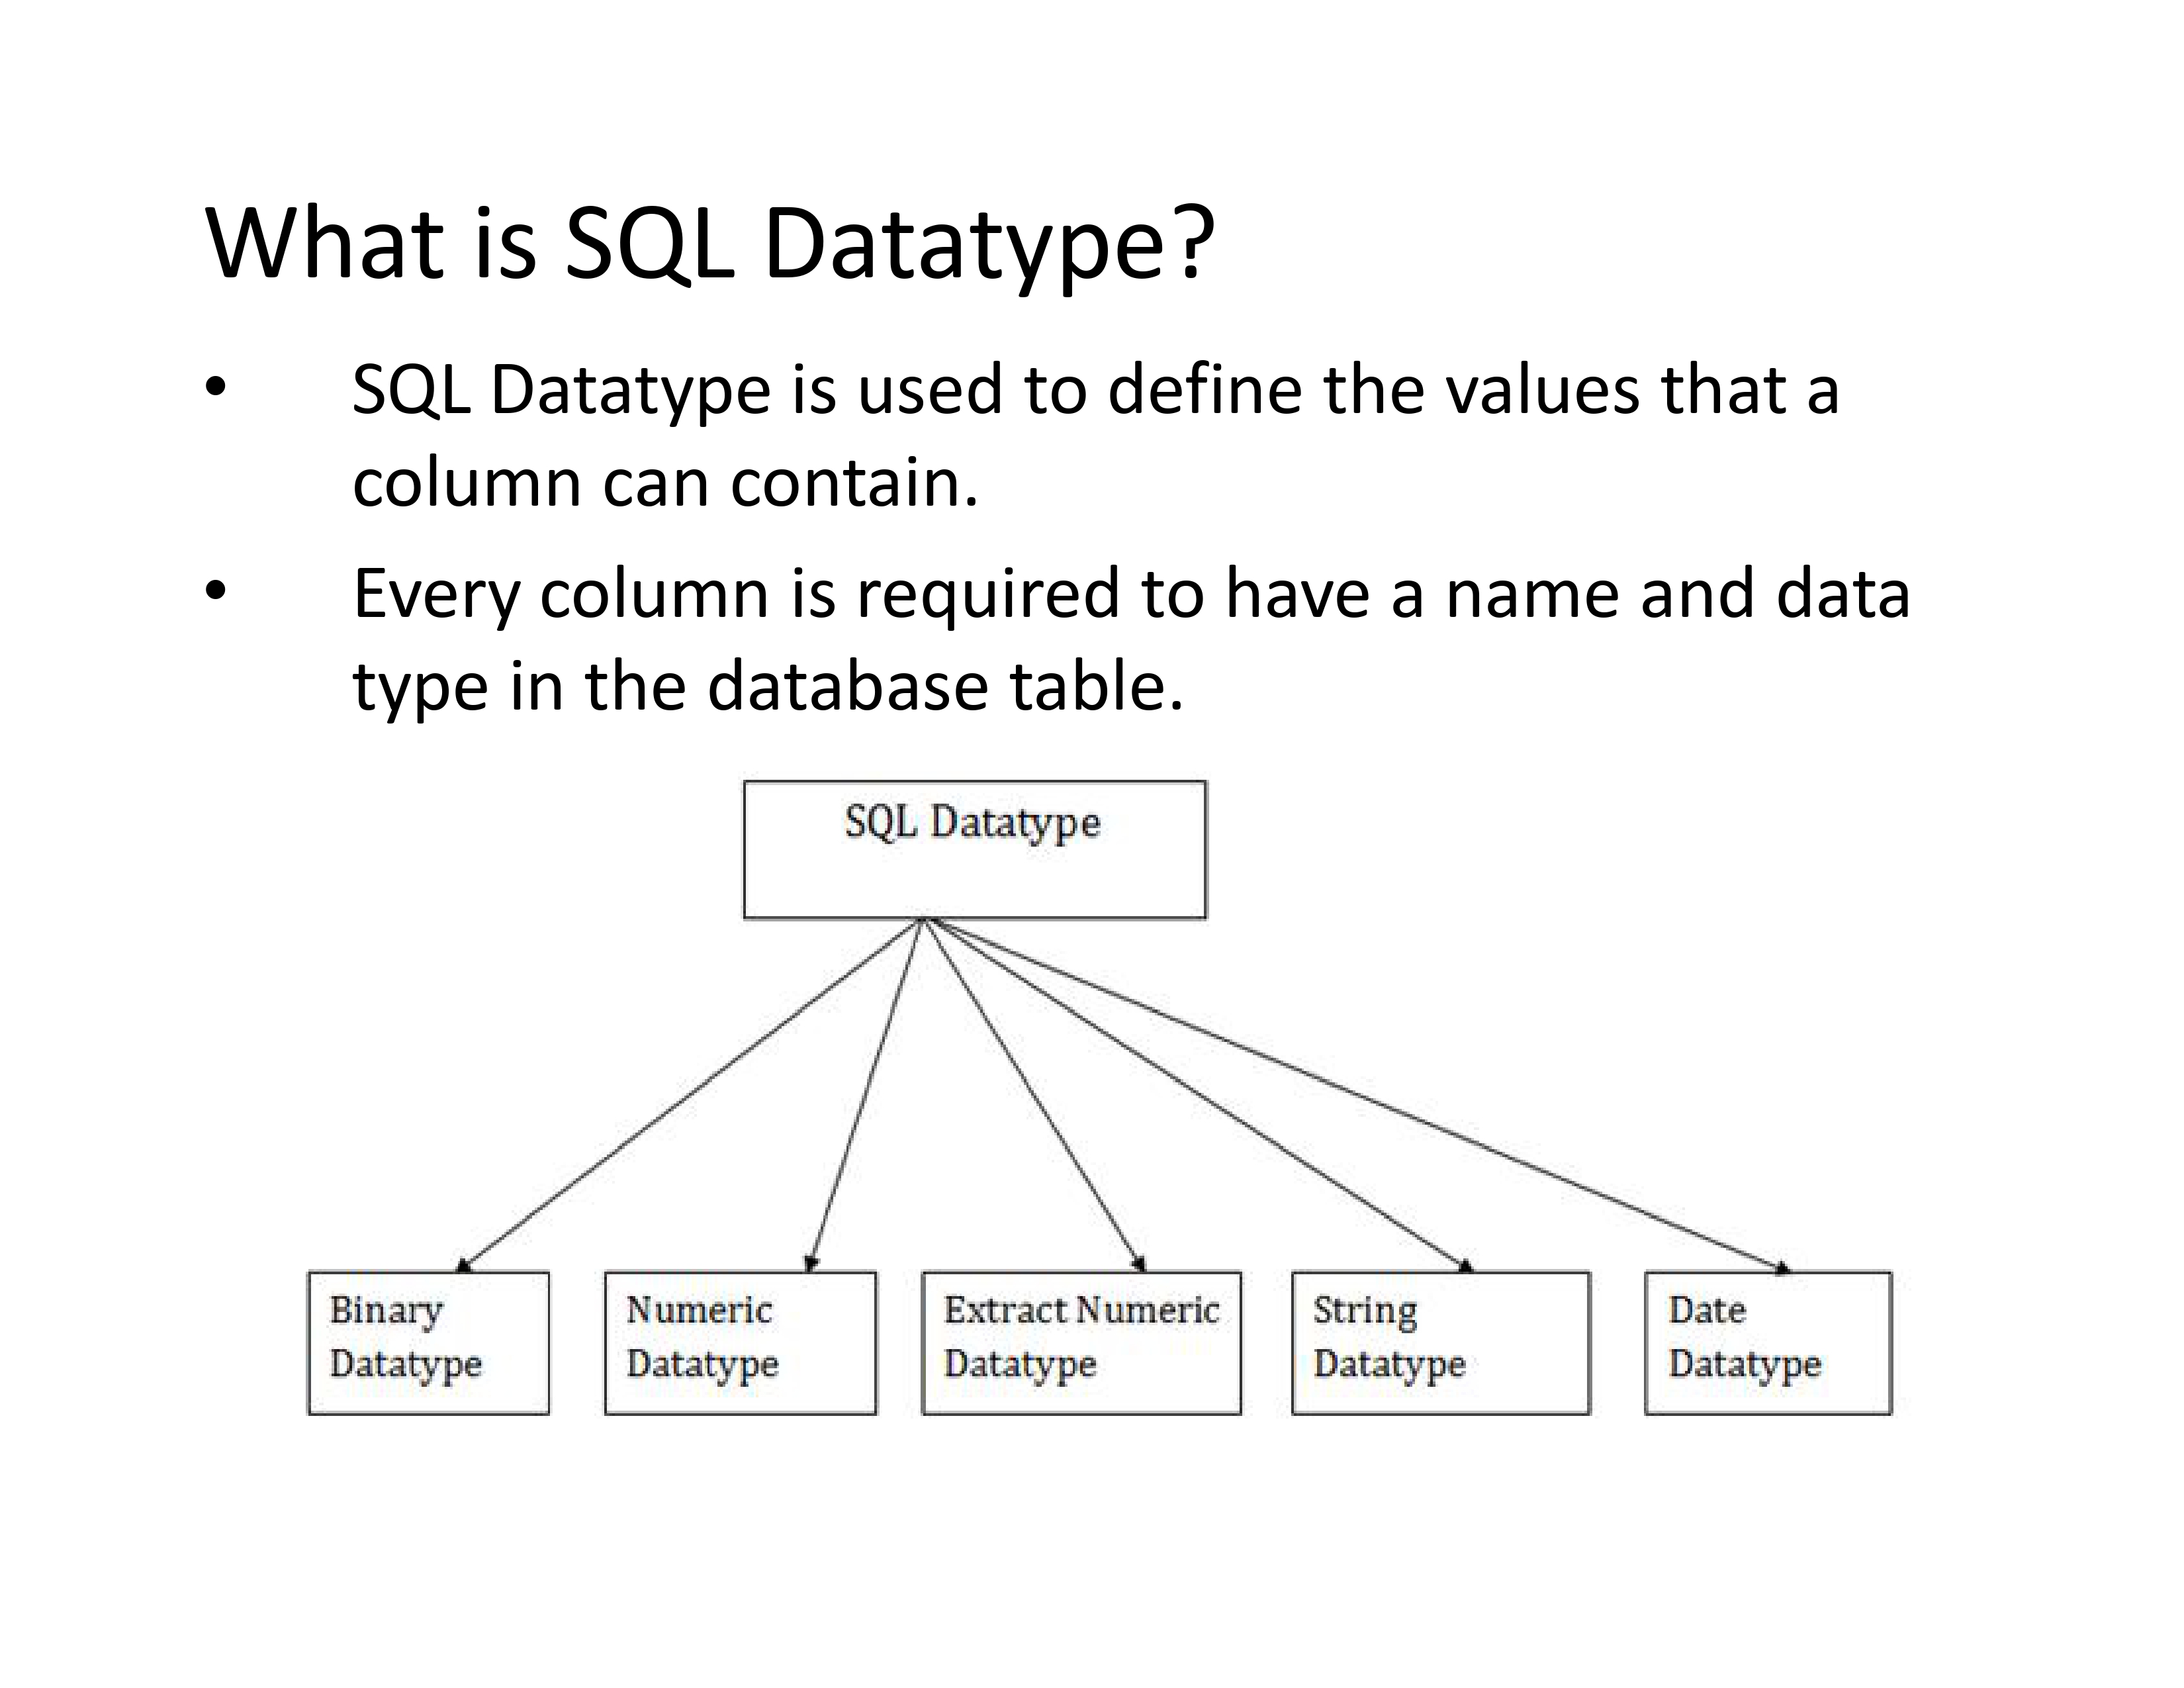 What is SQL Datatype?
• SQL Datatype is used to define the values that a
column can contain.
• Every column is required to have a name and data
type in the database table.
SQL Datatype
Binary
Datatype
Numeric
Datatype
Extract Numeric
Datatype
String
Datatype
Date
Datatype